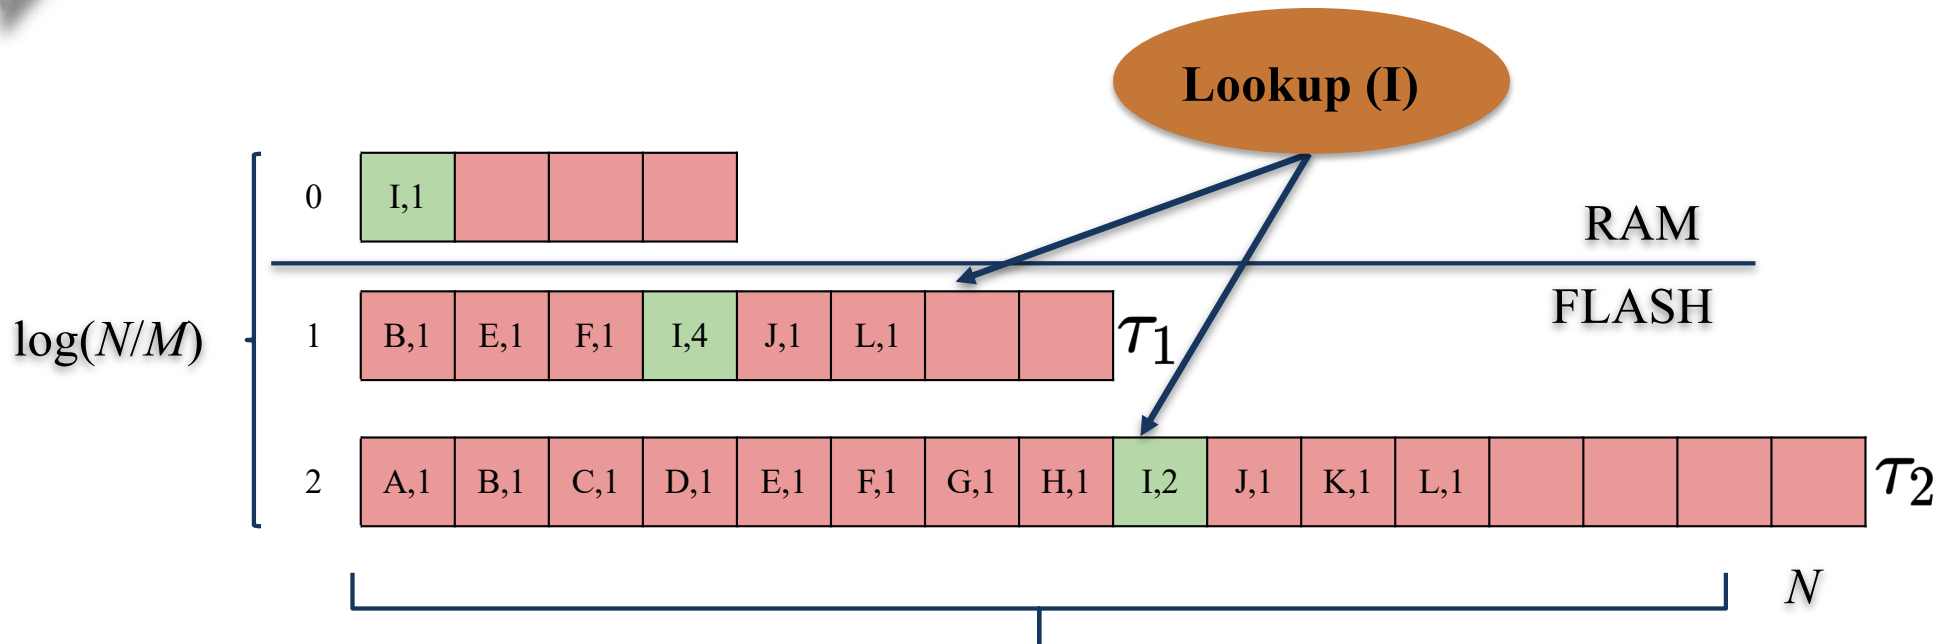 Lookup (I)
0 I,1
RAM
FLASH
log(N/M)
1 B,1 E,1 F,1 I,4 J,1 L,1 τ1
2 A,1 B,1 C,1 D,1 E,1 F,1 G,1 H,1 I,2 J,1 K,1 L,1 τ2
N